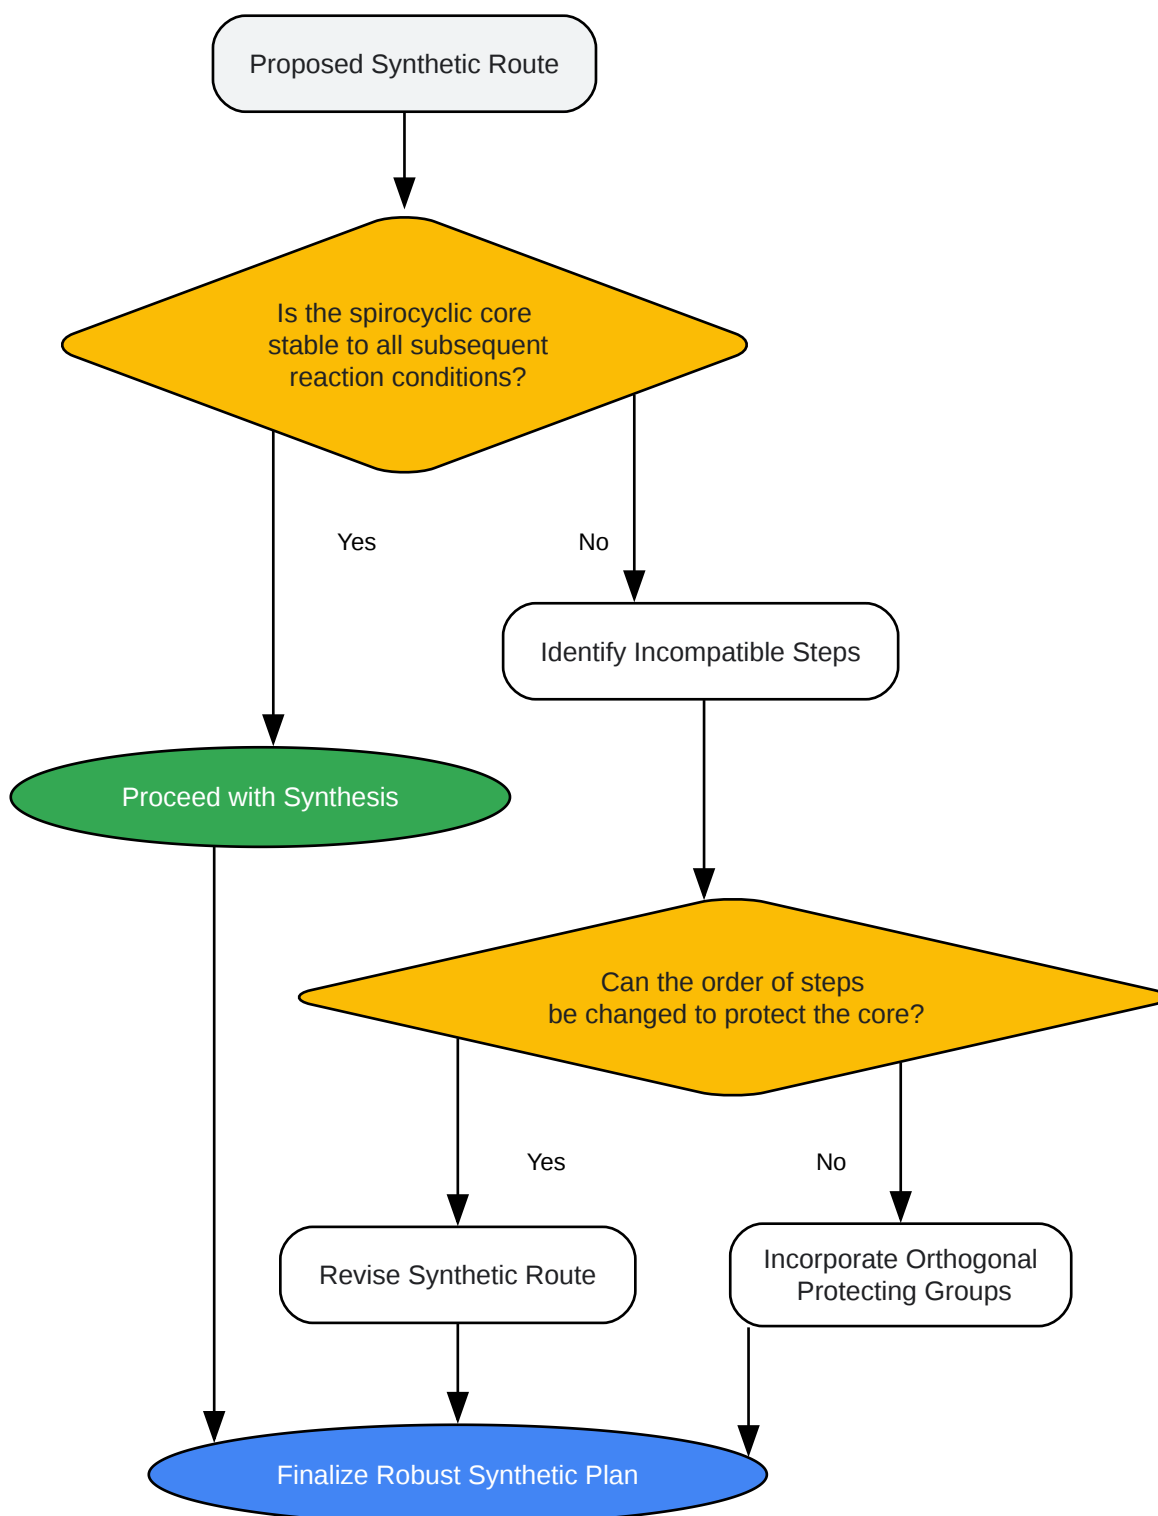 Proposed Synthetic Route
Is the spirocyclic core
stable to all subsequent
reaction conditions?
Yes
No
Identify Incompatible Steps
Proceed with Synthesis
Can the order of steps
be changed to protect the core?
Yes
No
Revise Synthetic Route
Incorporate Orthogonal
Protecting Groups
Finalize Robust Synthetic Plan